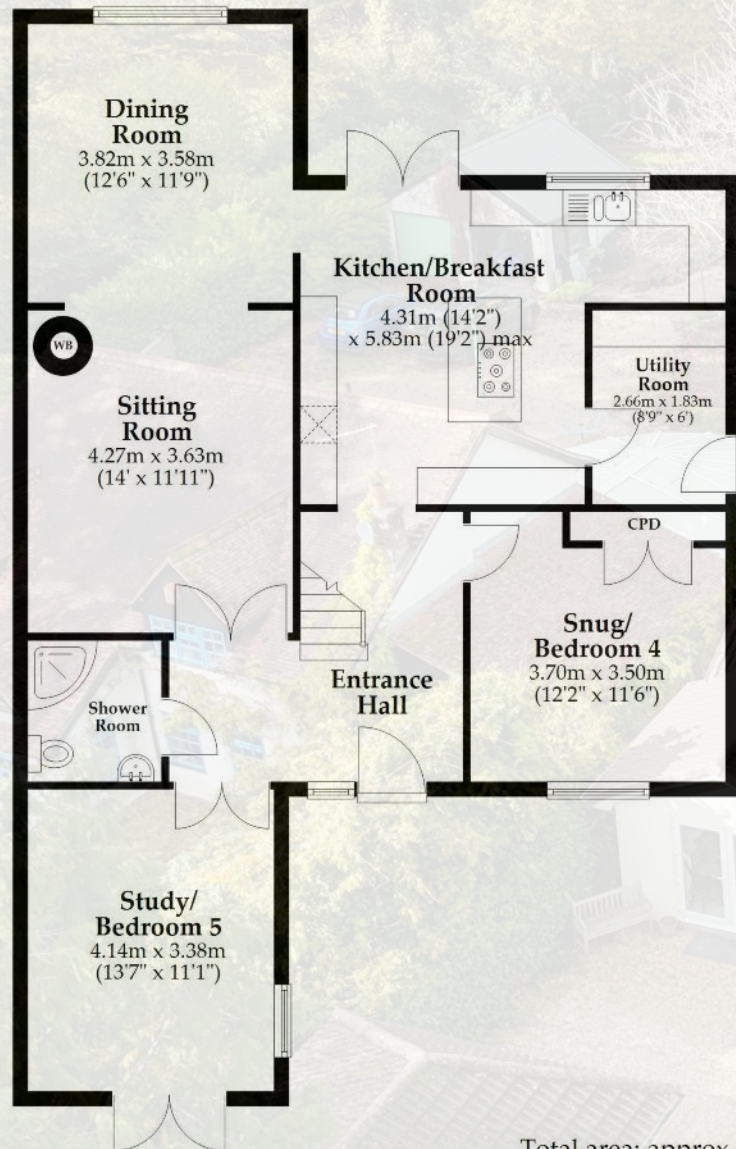 Dining
Room
3.82m x 3.58m
(12'6" x 11'9")
Kitchen/Breakfast
Room
4.31m (14'2")
x 5.83m (19'2") max
WB
Utility
Room
2.66m x 1.83m
(8'9" x 6')
Sitting
Room
4.27m x 3.63m
(14' x 11'11")
CPD
Snug/
Bedroom 4
3.70m x 3.50m
(12'2" x 11'6")
Entrance
Hall
Shower
Room
Study/
Bedroom 5
4.14m x 3.38m
(13'7" x 11'1")
Total area: approx